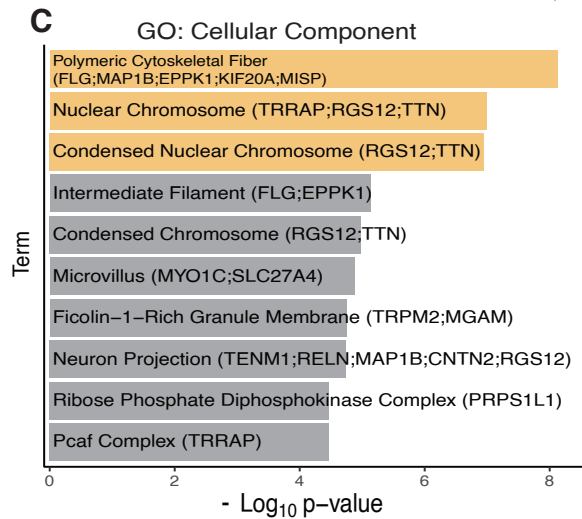 C
GO: Cellular Component
Polymeric Cytoskeletal Fiber
(FLG;MAP1B;EPPK1;KIF20A;MISP)
Nuclear Chromosome (TRRAP;RGS12;TTN)
Condensed Nuclear Chromosome (RGS12;TTN)
Intermediate Filament (FLG;EPPK1)
Condensed Chromosome (RGS12;TTN)
Microvillus (MYO1C;SLC27A4)
Ficolin−1−Rich Granule Membrane (TRPM2;MGAM)
Neuron Projection (TENM1;RELN;MAP1B;CNTN2;RGS12)
Ribose Phosphate Diphosphokinase Complex (PRPS1L1)
Pcaf Complex (TRRAP)
Term
0 2 4 6 8
- Log10 p−value